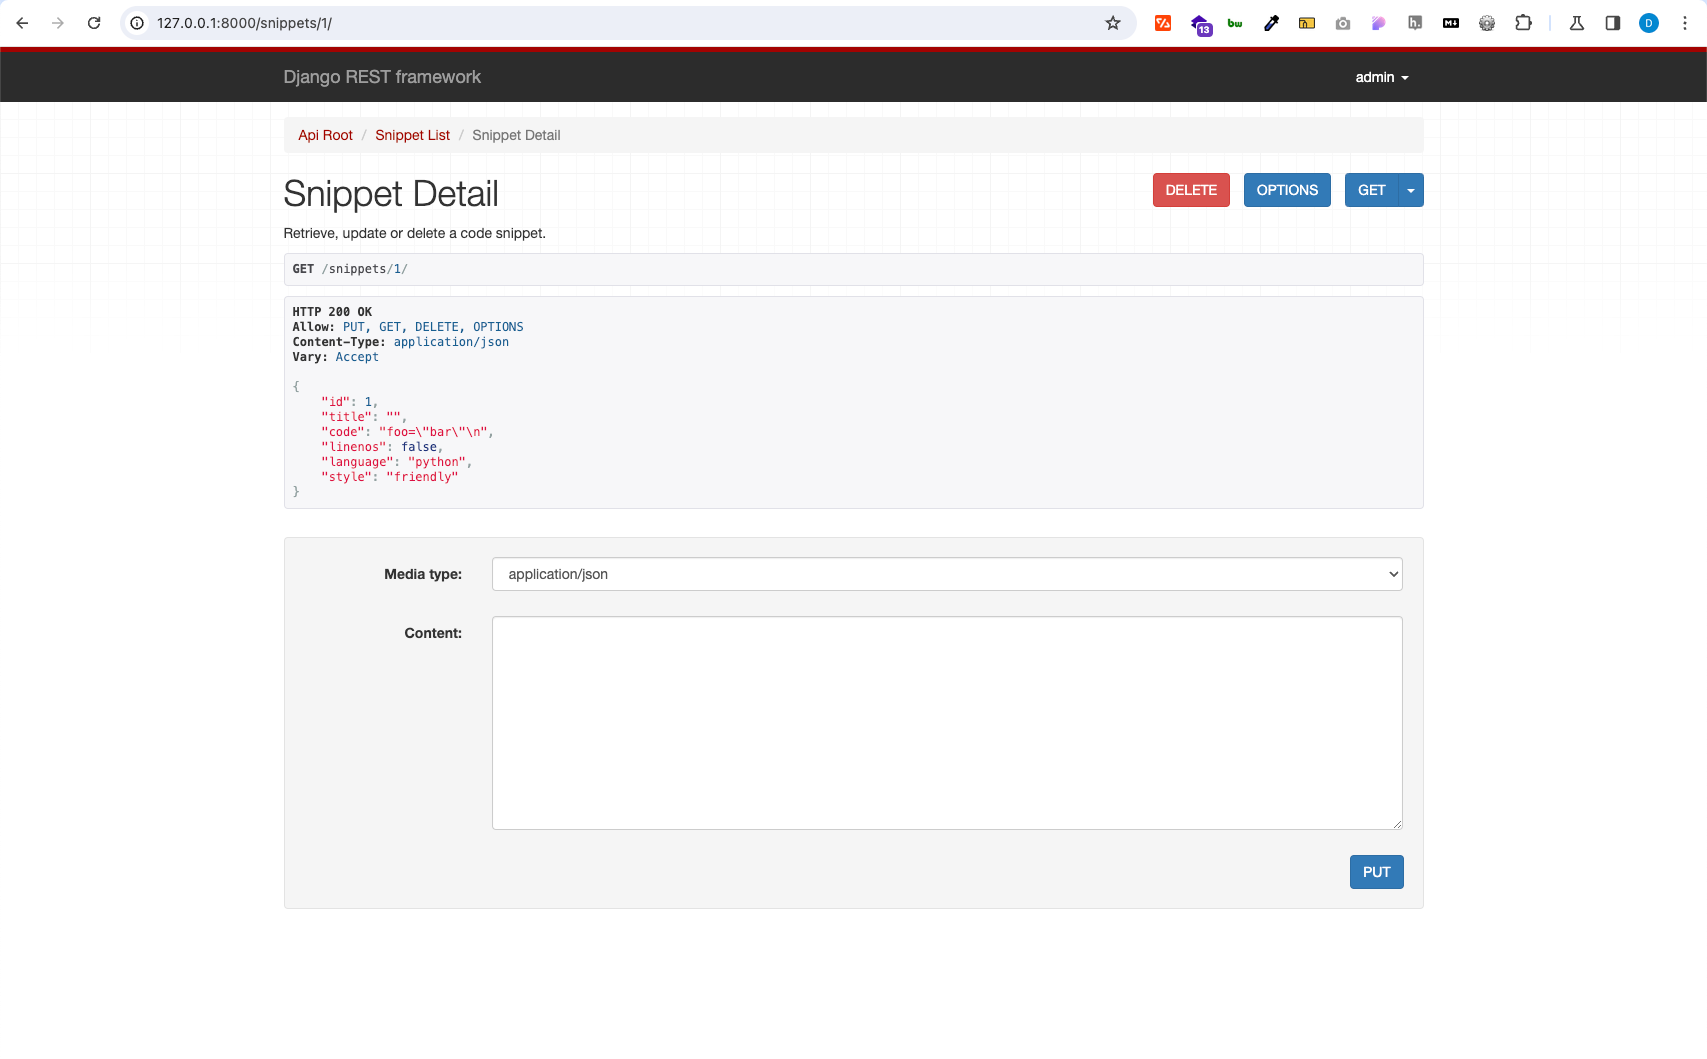 127.0.0.1:8000/snippets/1/
13
bw
h.
M↓
D
Django REST framework
admin
Api Root / Snippet List / Snippet Detail
Snippet Detail
DELETE
OPTIONS
GET
Retrieve, update or delete a code snippet.
GET /snippets/1/
HTTP 200 OK
Allow: PUT, GET, DELETE, OPTIONS
Content-Type: application/json
Vary: Accept
{
    "id": 1,
    "title": "",
    "code": "foo=\"bar\"\n",
    "linenos": false,
    "language": "python",
    "style": "friendly"
}
Media type:
application/json
Content:
PUT